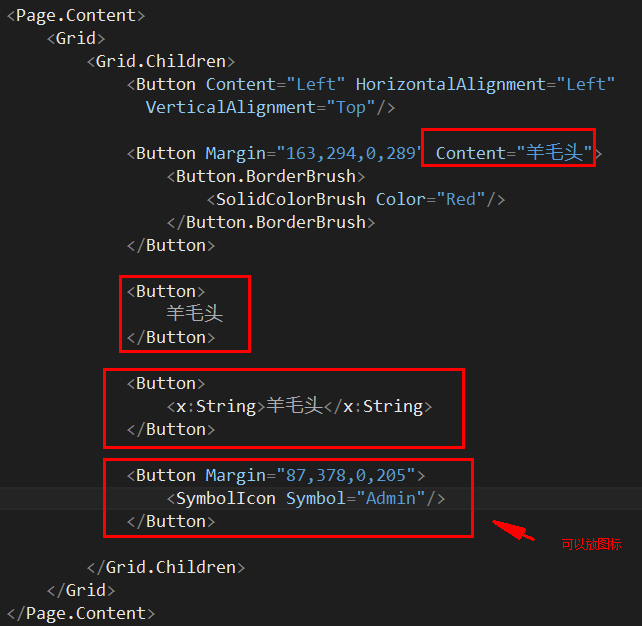 <Page.Content>
<Grid>
<Grid.Children>
<Button Content="Left" HorizontalAlignment="Left"
VerticalAlignment="Top"/>
<Button Margin="163,294,0,289" Content="羊毛头">
<Button.BorderBrush>
<SolidColorBrush Color="Red"/>
</Button.BorderBrush>
</Button>
<Button>
羊毛头
</Button>
<Button>
<x:String>羊毛头</x:String>
</Button>
<Button Margin="87,378,0,205">
<SymbolIcon Symbol="Admin"/>
</Button>
可以放图标
</Grid.Children>
</Grid>
</Page.Content>